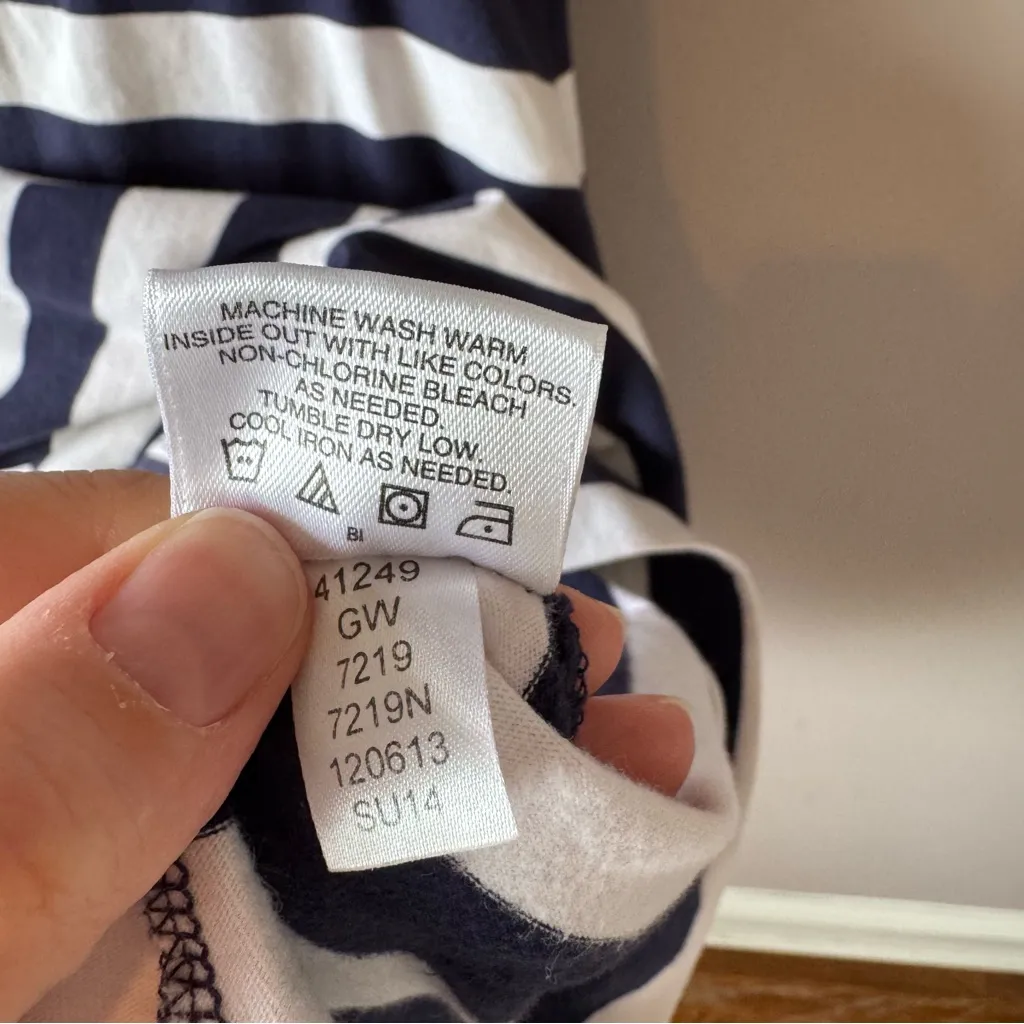 MACHINE WASH WARM
INSIDE OUT WITH LIKE COLORS.
NON-CHLORINE BLEACH
AS NEEDED.
TUMBLE DRY LOW.
COOL IRON AS NEEDED.
BI
41249
GW
7219
7219N
120613
SU14